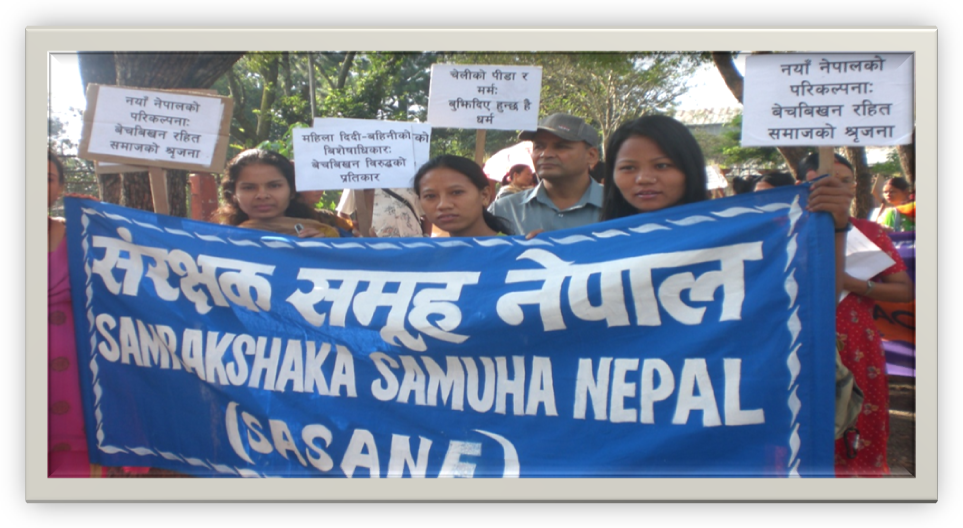 नयाँ नेपालको
परिकल्पनाः
बेचबिखन रहित
समाजको श्रृजना
महिला दिदी-बहिनीको
को
बिशेषाधिकारः
बेचबिखन विरुद्धको
प्रतिकार
चेलीको पीडा र
मर्मः
बुझिदिए हुन्छ है
धर्म
नयाँ नेपालको
परिकल्पनाः
बेचबिखन रहित
समाजको श्रृजना
संरक्षक समूह नेपाल
SAMRAKSHAKA SAMUHA NEPAL
(SASANE)